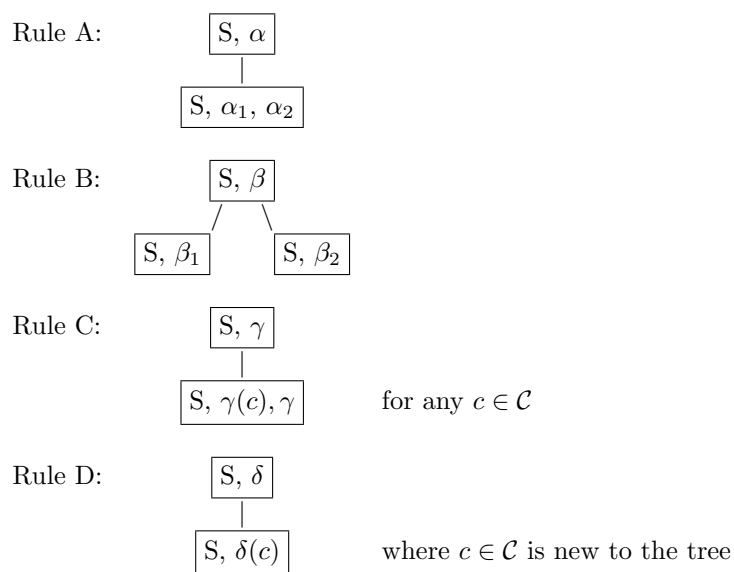 Rule A: S, α
S, α₁, α₂
Rule B: S, β
S, β₁ S, β₂
Rule C: S, γ
S, γ(c), γ for any c ∈ 𝒞
Rule D: S, δ
S, δ(c) where c ∈ 𝒞 is new to the tree